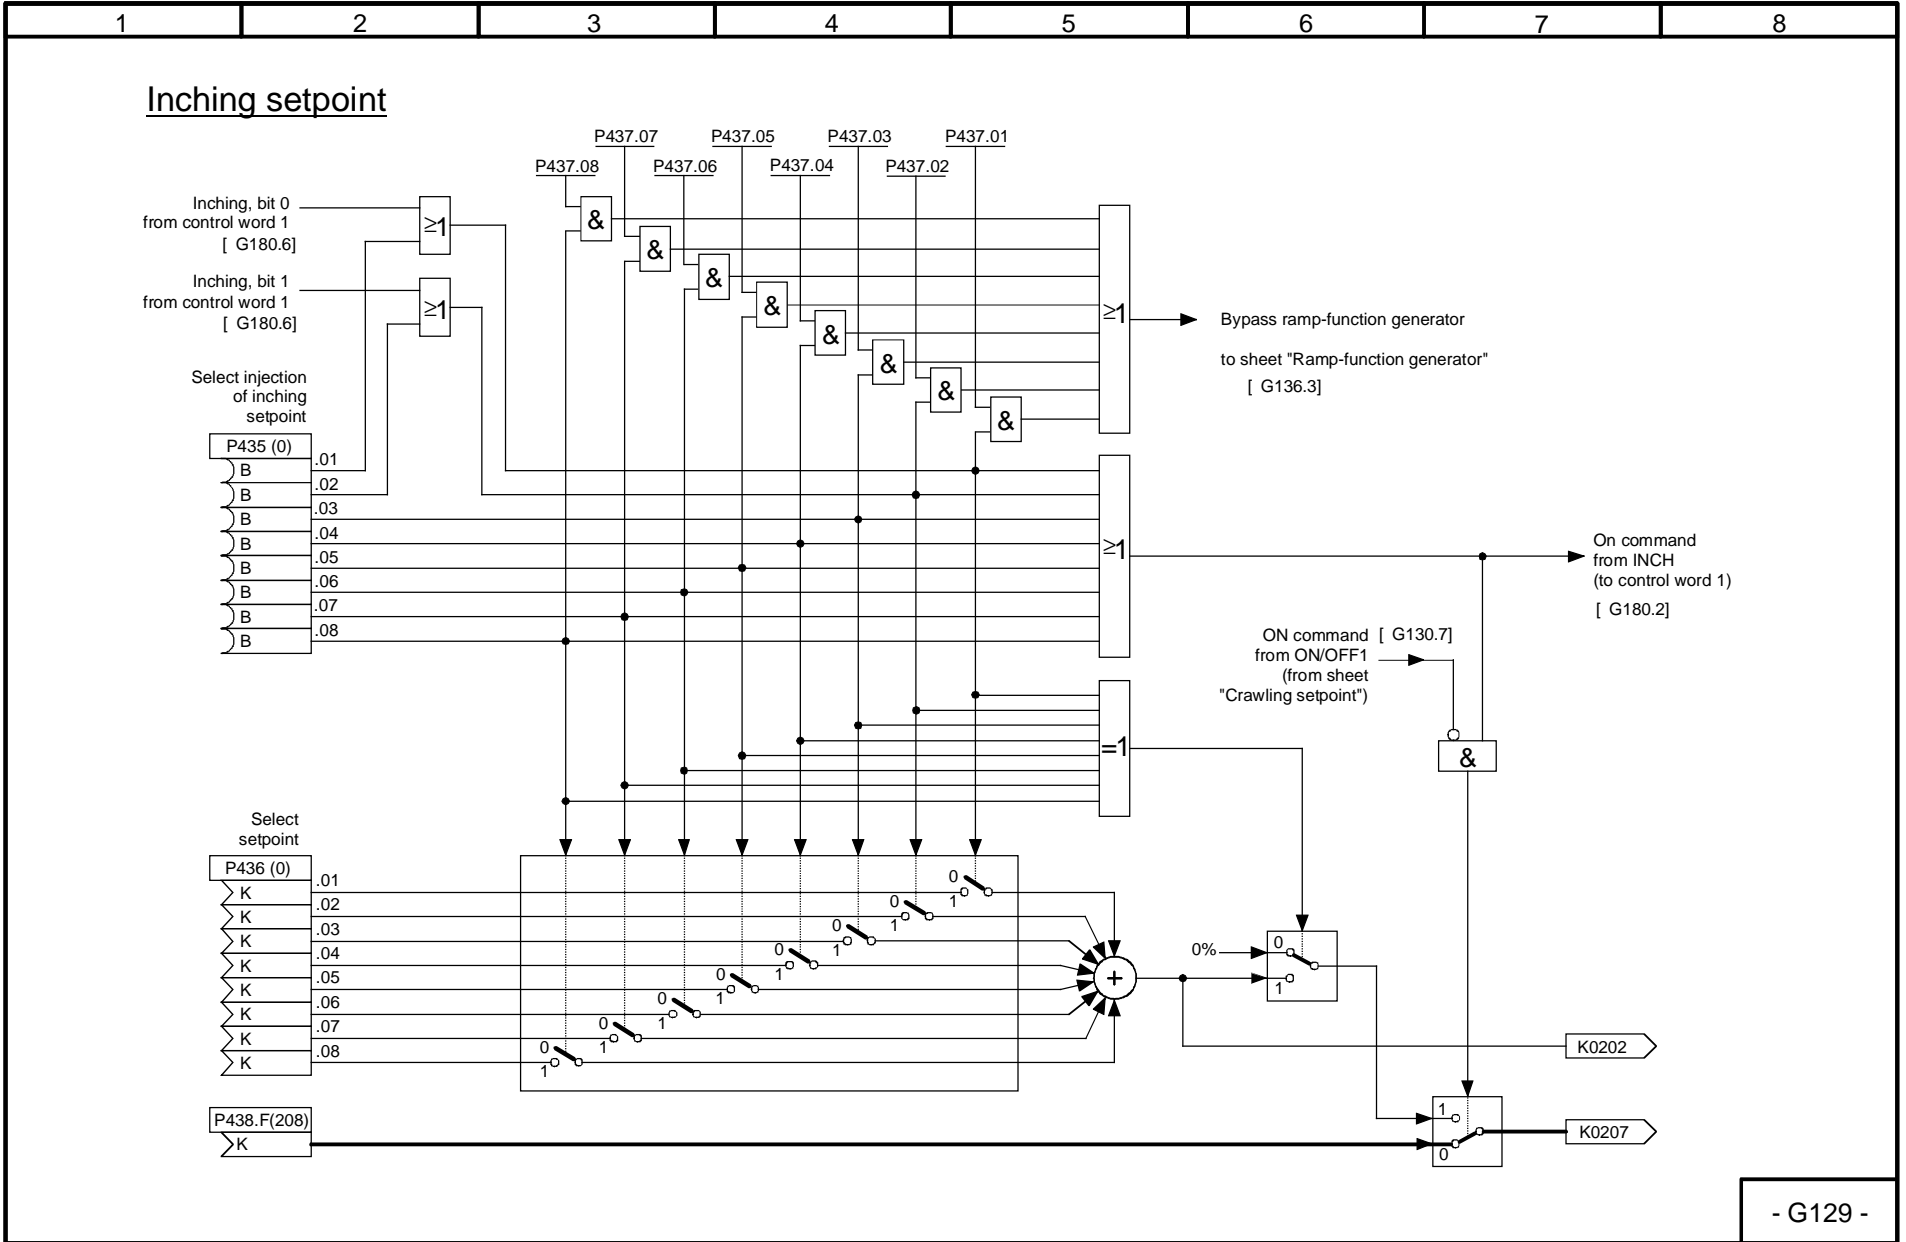 1 2 3 4 5 6 7 8
Inching setpoint
P437.07 P437.05 P437.03 P437.01
P437.08 P437.06 P437.04 P437.02
Inching, bit 0
from control word 1
[ G180.6]
≥1
Inching, bit 1
from control word 1
[ G180.6]
≥1
&
&
&
&
&
&
&
&
≥1
Bypass ramp-function generator
to sheet "Ramp-function generator"
[ G136.3]
Select injection
of inching
setpoint
P435 (0)
B .01
B .02
B .03
B .04
B .05
B .06
B .07
B .08
≥1
On command
from INCH
(to control word 1)
[ G180.2]
ON command [ G130.7]
from ON/OFF1
(from sheet
"Crawling setpoint")
=1
&
Select
setpoint
P436 (0)
K .01
K .02
K .03
K .04
K .05
K .06
K .07
K .08
0 1
0 1
0 1
0 1
0 1
0 1
0 1
0 1
+
0%
0
1
K0202
P438.F(208)
K
1
0
K0207
- G129 -